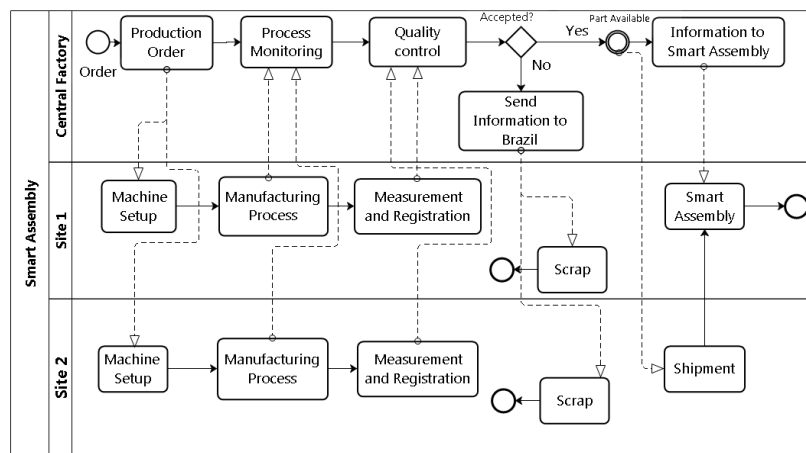 Smart Assembly
Central Factory
Order
Production
Order
Process
Monitoring
Quality
control
Accepted?
Yes
No
Part Available
Information to
Smart Assembly
Send
Information to
Brazil
Site 1
Machine
Setup
Manufacturing
Process
Measurement
and Registration
Scrap
Smart
Assembly
Site 2
Machine
Setup
Manufacturing
Process
Measurement
and Registration
Scrap
Shipment